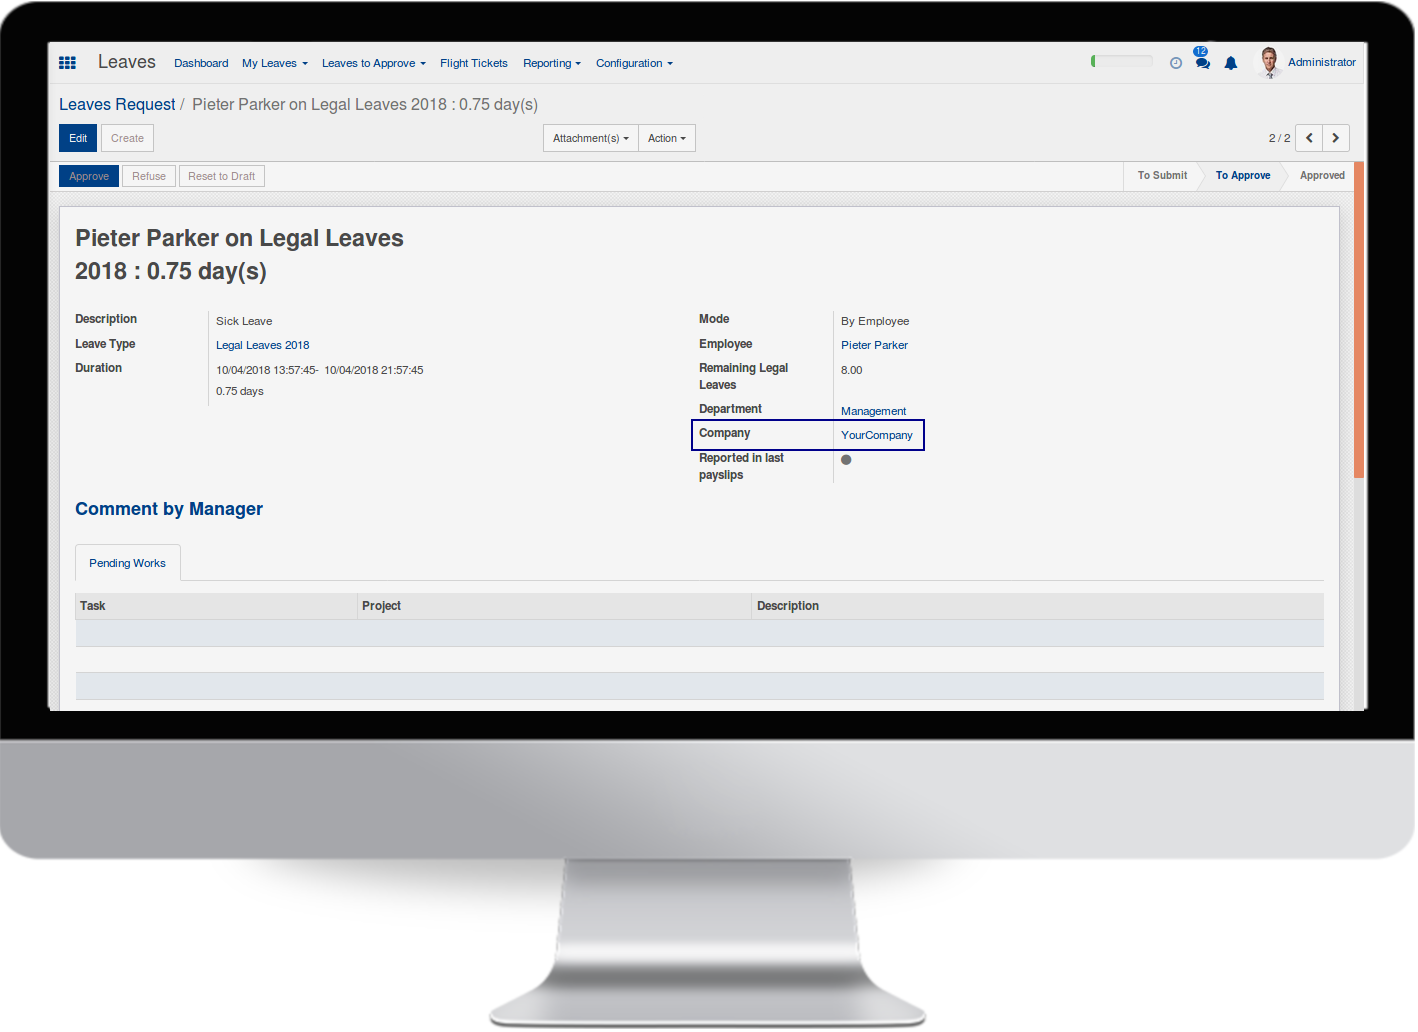 Leaves Dashboard My Leaves Leaves to Approve Flight Tickets Reporting Configuration 12 Administrator
Leaves Request / Pieter Parker on Legal Leaves 2018 : 0.75 day(s)
Edit Create Attachment(s) Action 2 / 2
Approve Refuse Reset to Draft To Submit To Approve Approved
Pieter Parker on Legal Leaves
2018 : 0.75 day(s)
Description Sick Leave
Leave Type Legal Leaves 2018
Duration 10/04/2018 13:57:45- 10/04/2018 21:57:45
0.75 days
Mode By Employee
Employee Pieter Parker
Remaining Legal 8.00
Leaves
Department Management
Company YourCompany
Reported in last
payslips
Comment by Manager
Pending Works
Task Project Description